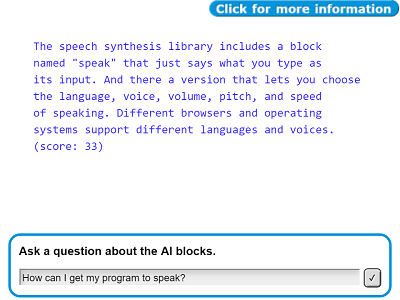 Click for more information
The speech synthesis library includes a block
named "speak" that just says what you type as
its input. And there a version that lets you choose
the language, voice, volume, pitch, and speed
of speaking. Different browsers and operating
systems support different languages and voices.
(score: 33)
Ask a question about the AI blocks.
How can I get my program to speak?
✓